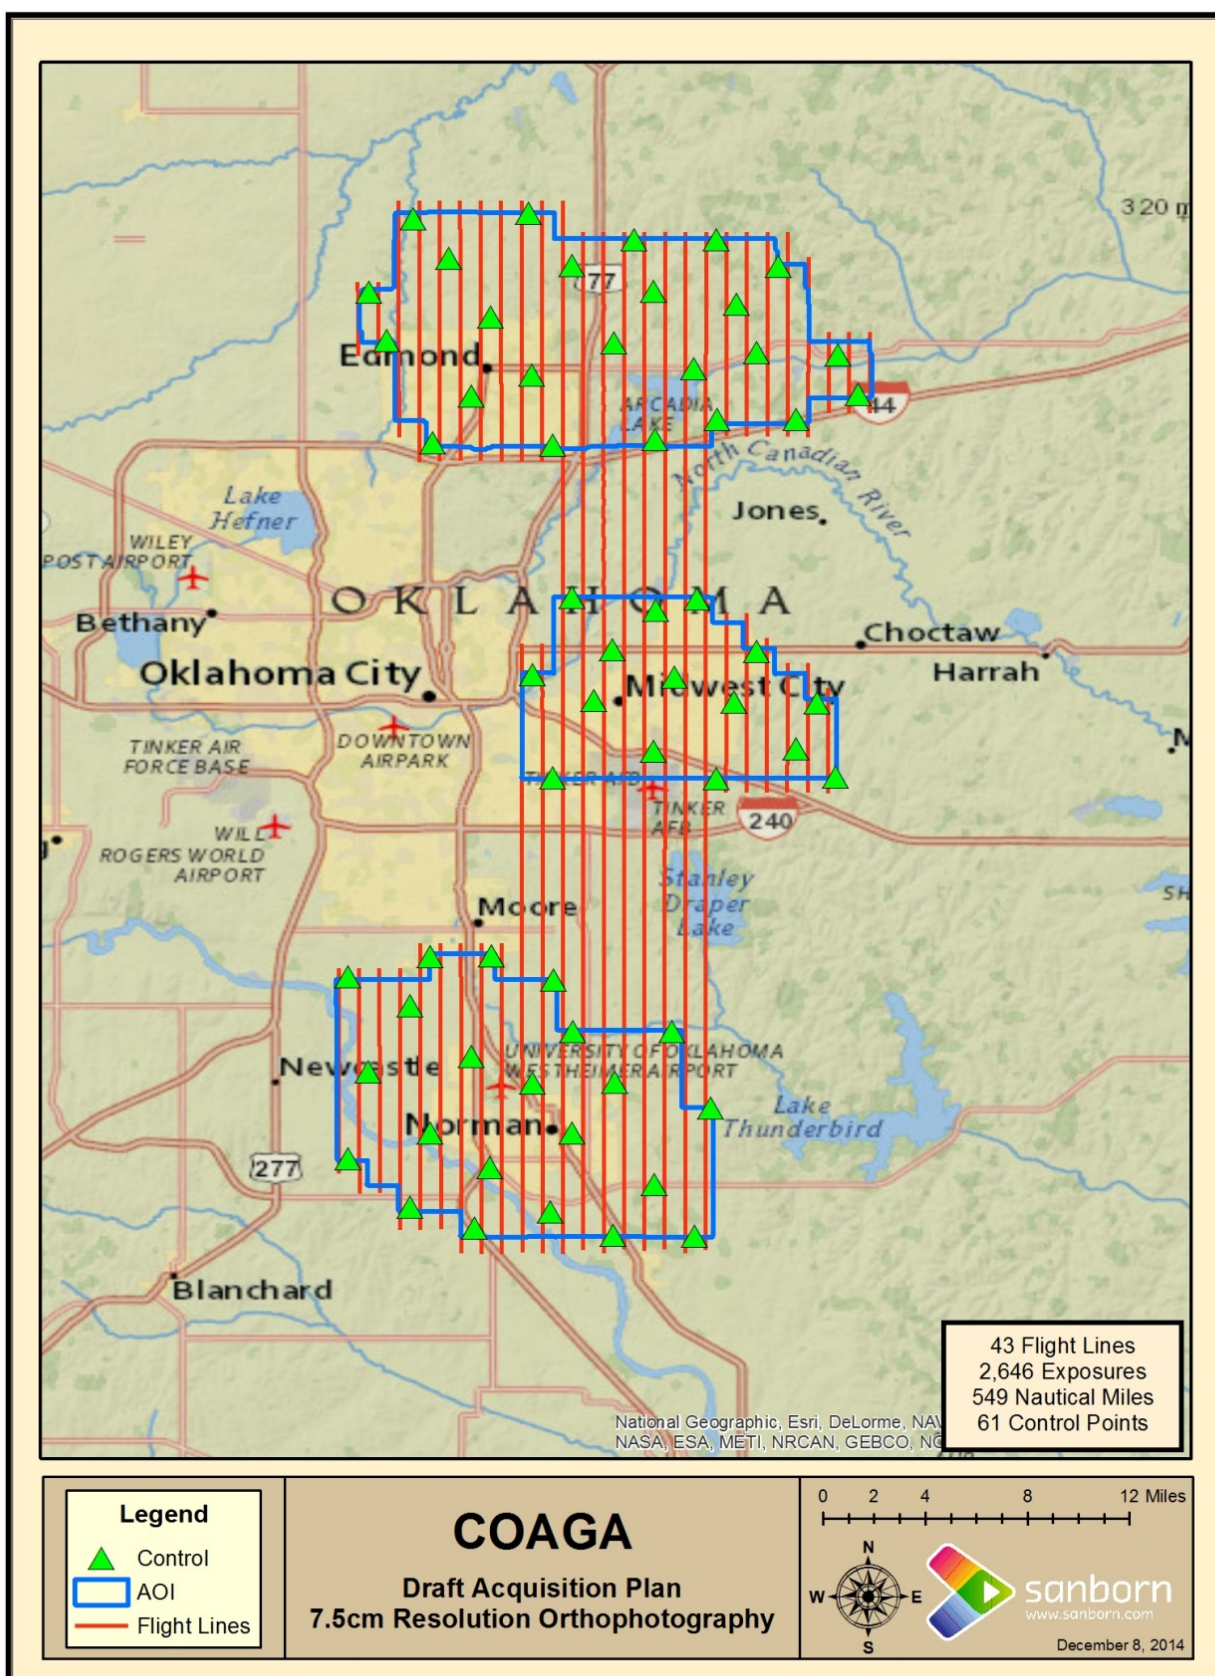 320 m
77
Edmond
ARCADIA
LAKE
44
North Canadian River
Lake
Hefner
Jones
WILEY
POST AIRPORT
OKLAHOMA
Bethany
Choctaw
Harrah
Oklahoma City
Midwest City
TINKER AIR
FORCE BASE
DOWNTOWN
AIRPARK
TINKER AFB
TINKER
AFB
240
WILL
ROGERS WORLD
AIRPORT
Stanley
Draper
Lake
SH
Moore
UNIVERSITY OF OKLAHOMA
WESTHEIMER AIRPORT
Newcastle
Norman
Lake
Thunderbird
277
Blanchard
43 Flight Lines
2,646 Exposures
549 Nautical Miles
61 Control Points
National Geographic, Esri, DeLorme, NAV
NASA, ESA, METI, NRCAN, GEBCO, NO
Legend
Control
AOI
Flight Lines
COAGA
Draft Acquisition Plan
7.5cm Resolution Orthophotography
0 2 4 8 12 Miles
N
W E
S
sanborn
www.sanborn.com
December 8, 2014